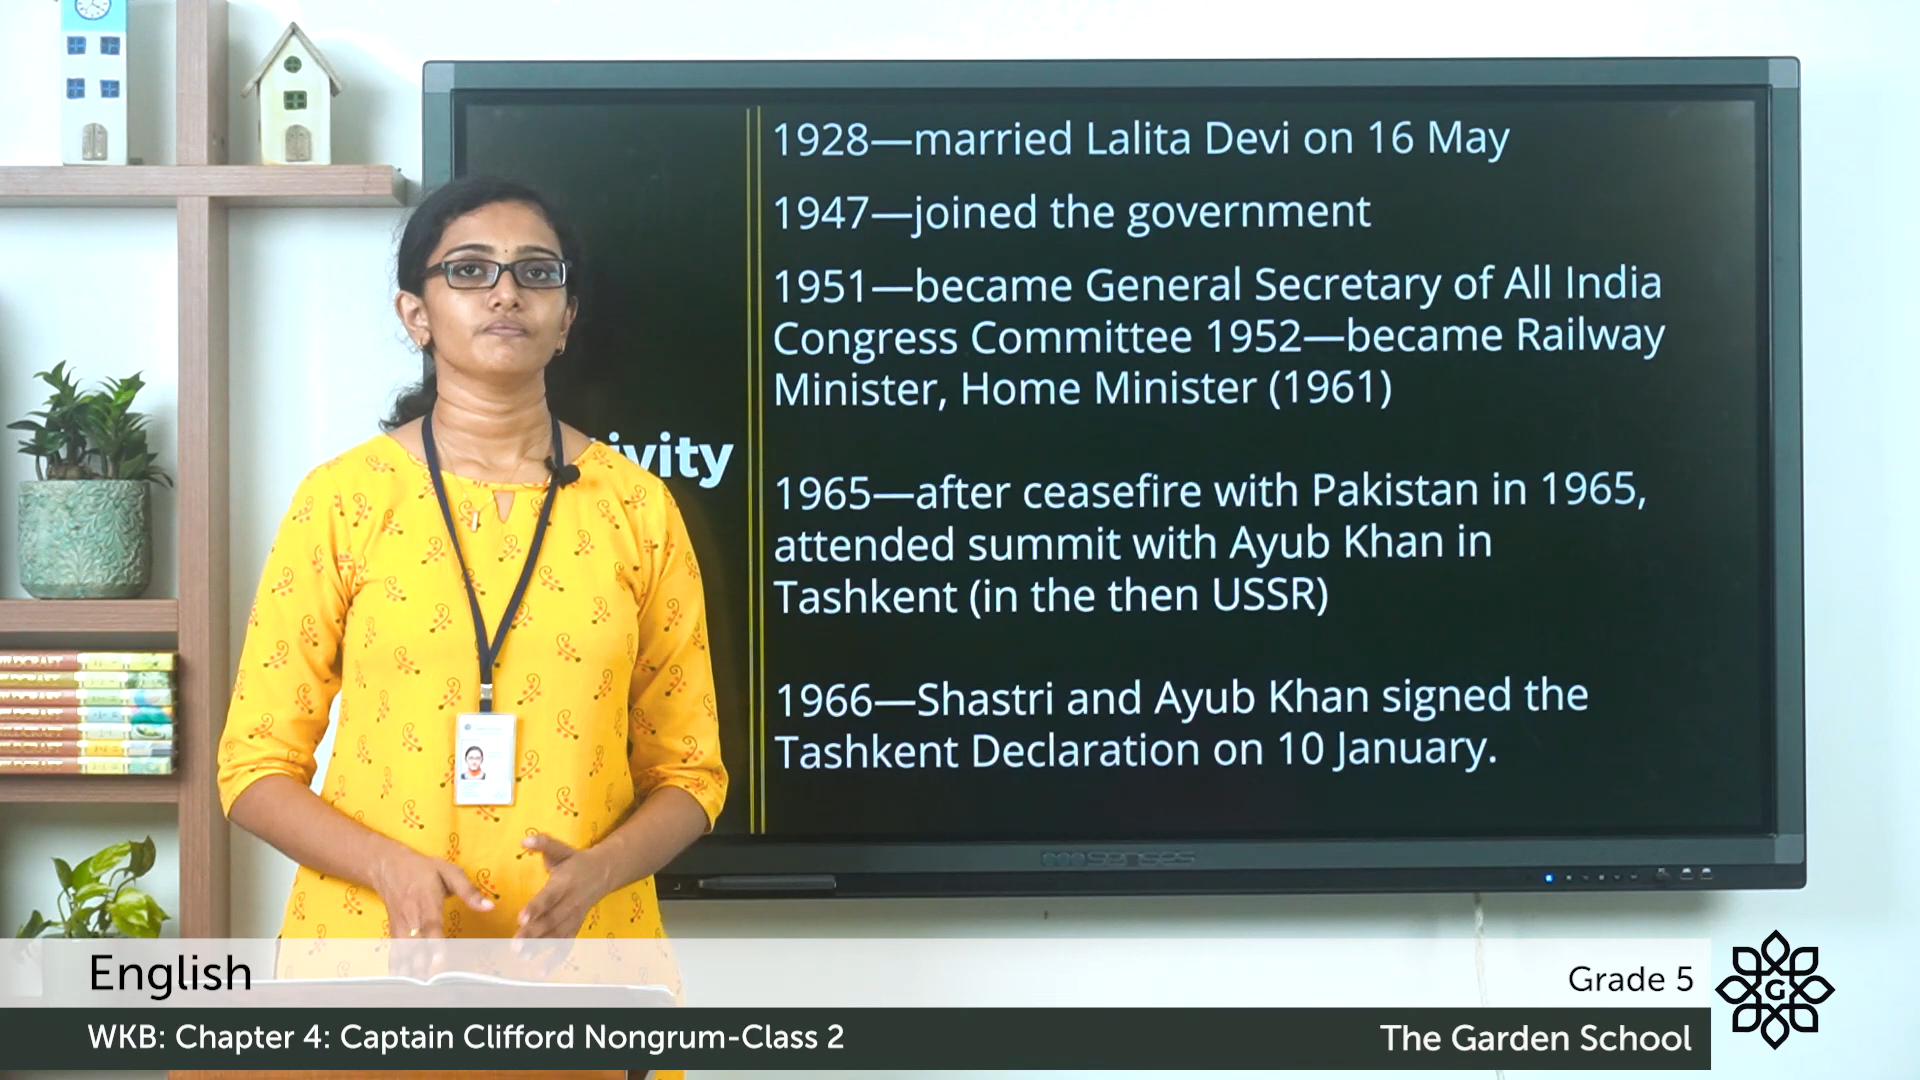 1928—married Lalita Devi on 16 May
1947—joined the government
1951—became General Secretary of All India
Congress Committee 1952—became Railway
Minister, Home Minister (1961)
1965—after ceasefire with Pakistan in 1965,
attended summit with Ayub Khan in
Tashkent (in the then USSR)
1966—Shastri and Ayub Khan signed the
Tashkent Declaration on 10 January.
English
Grade 5
WKB: Chapter 4: Captain Clifford Nongrum-Class 2
The Garden School
G